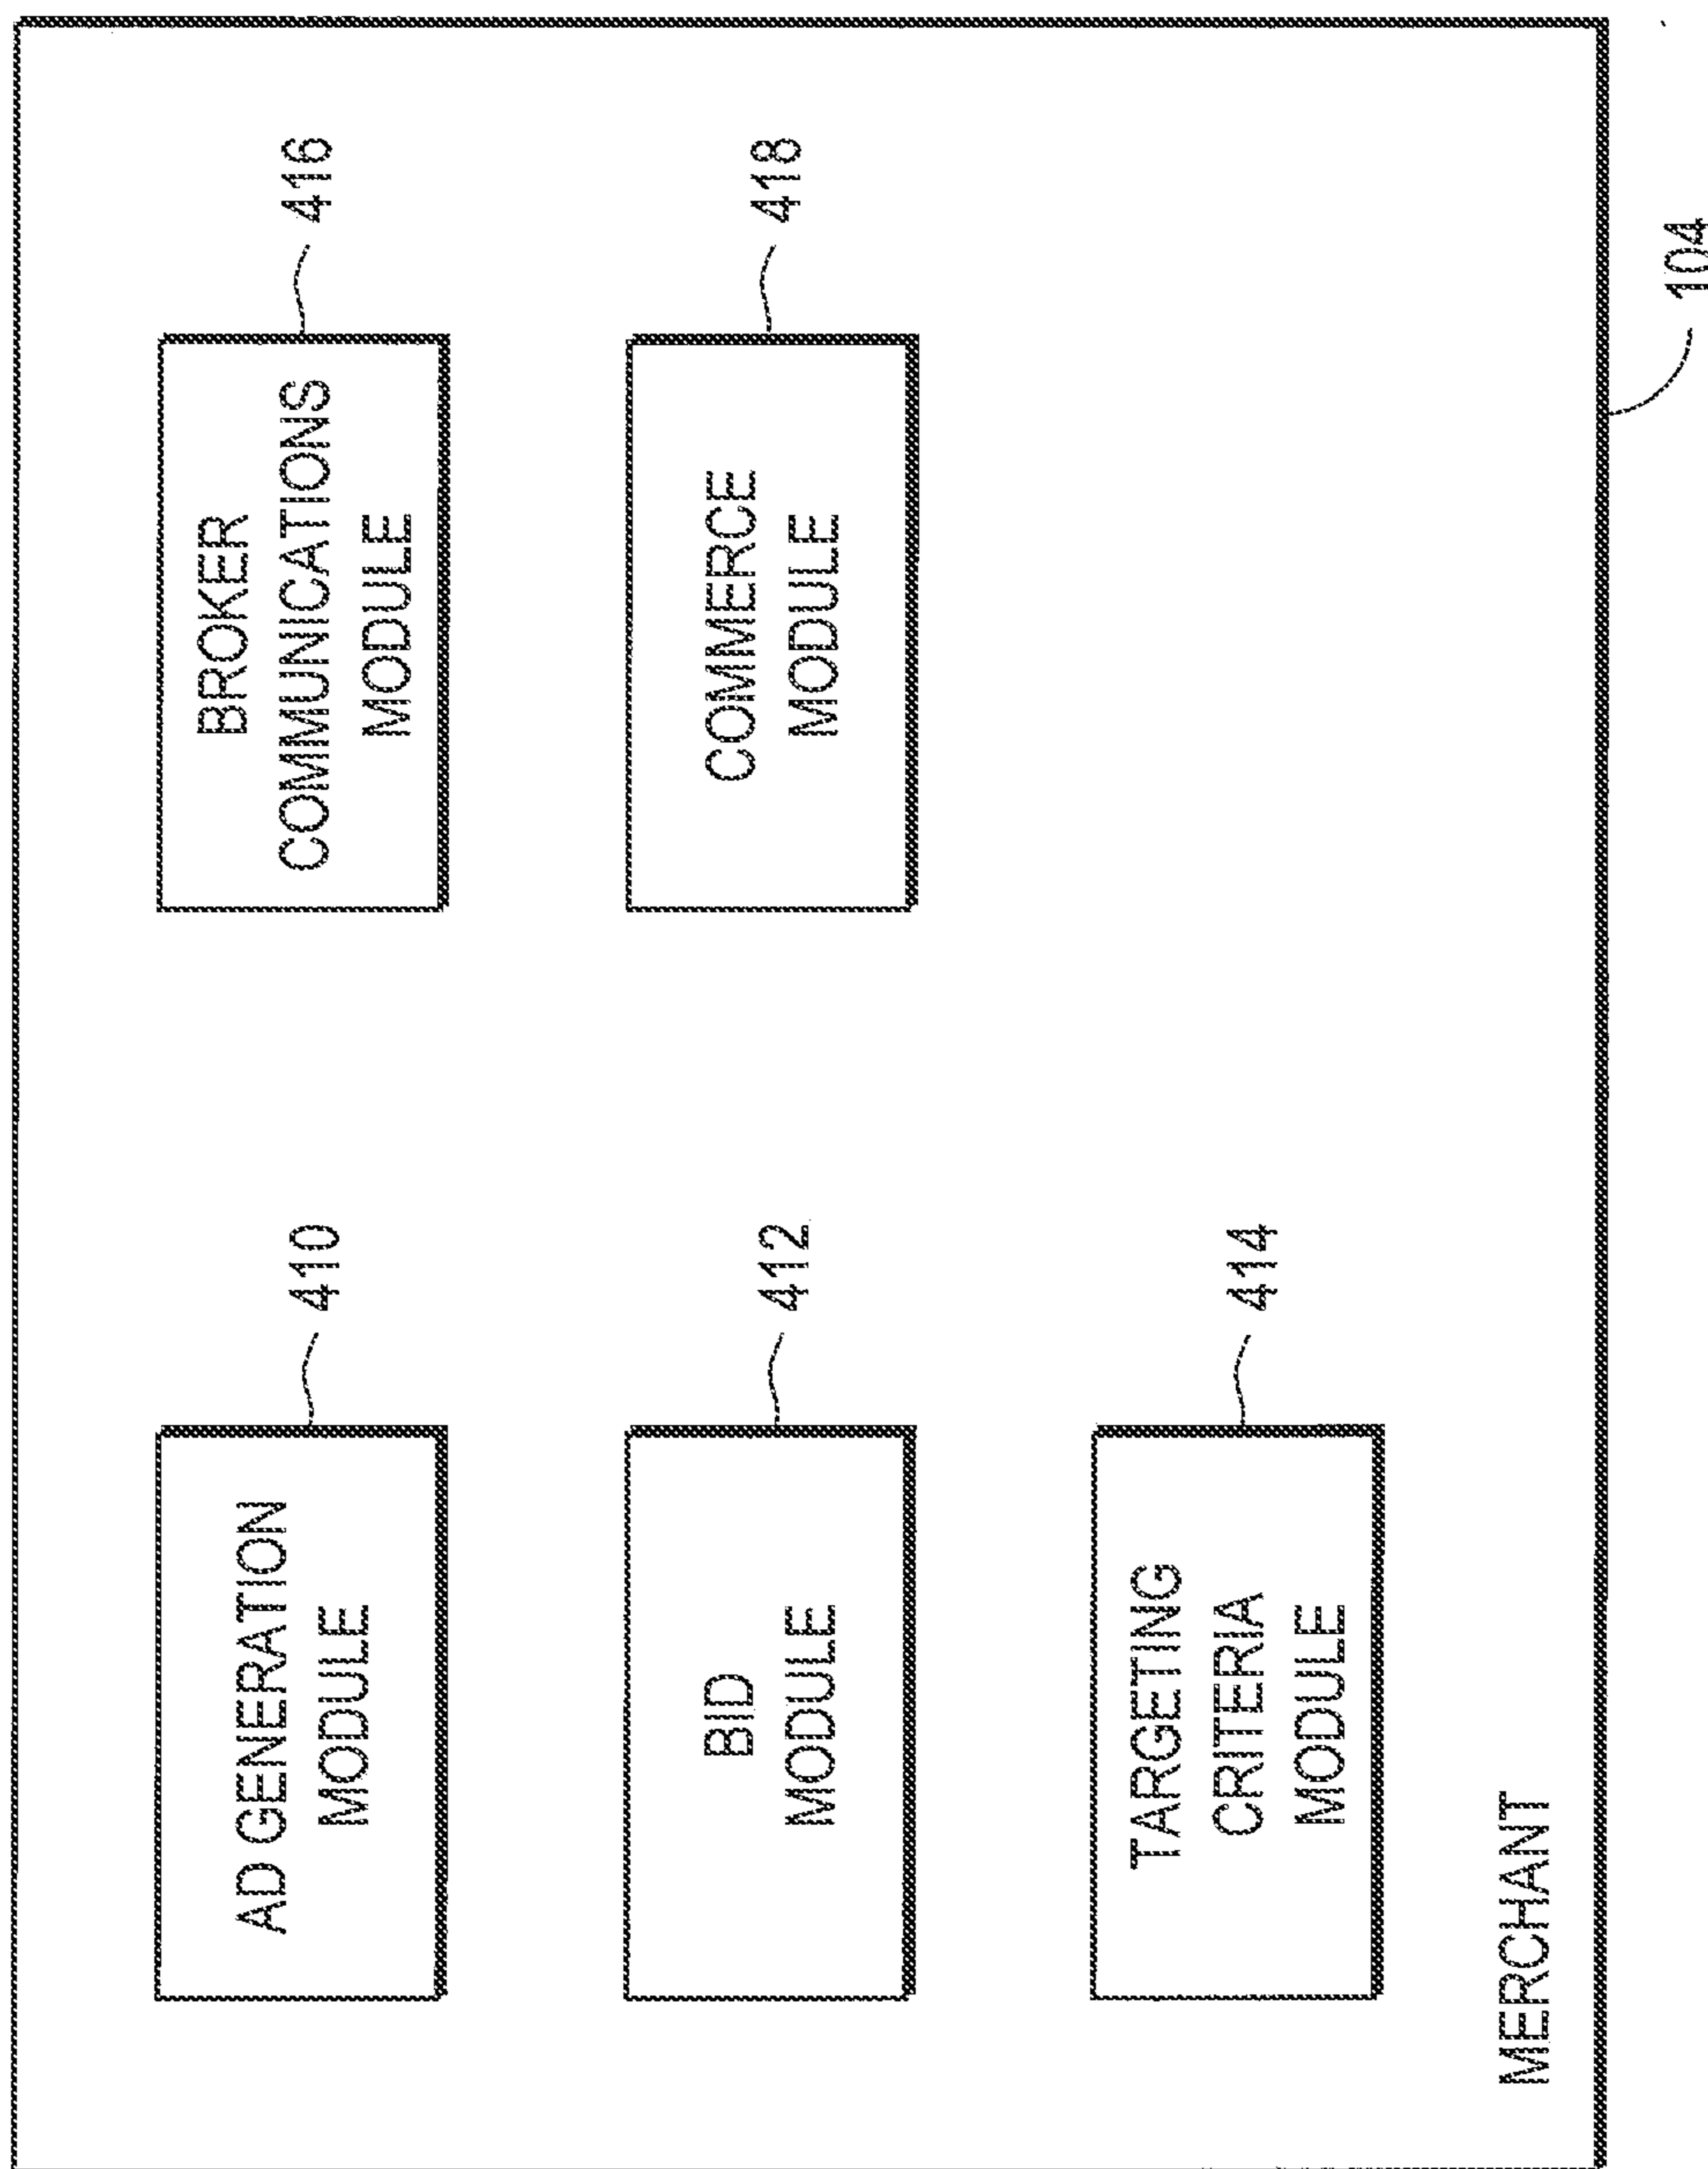 AD GENERATION
MODULE
410
BROKER
COMMUNICATIONS
MODULE
416
BID
MODULE
412
COMMERCE
MODULE
418
TARGETING
CRITERIA
MODULE
414
MERCHANT
104